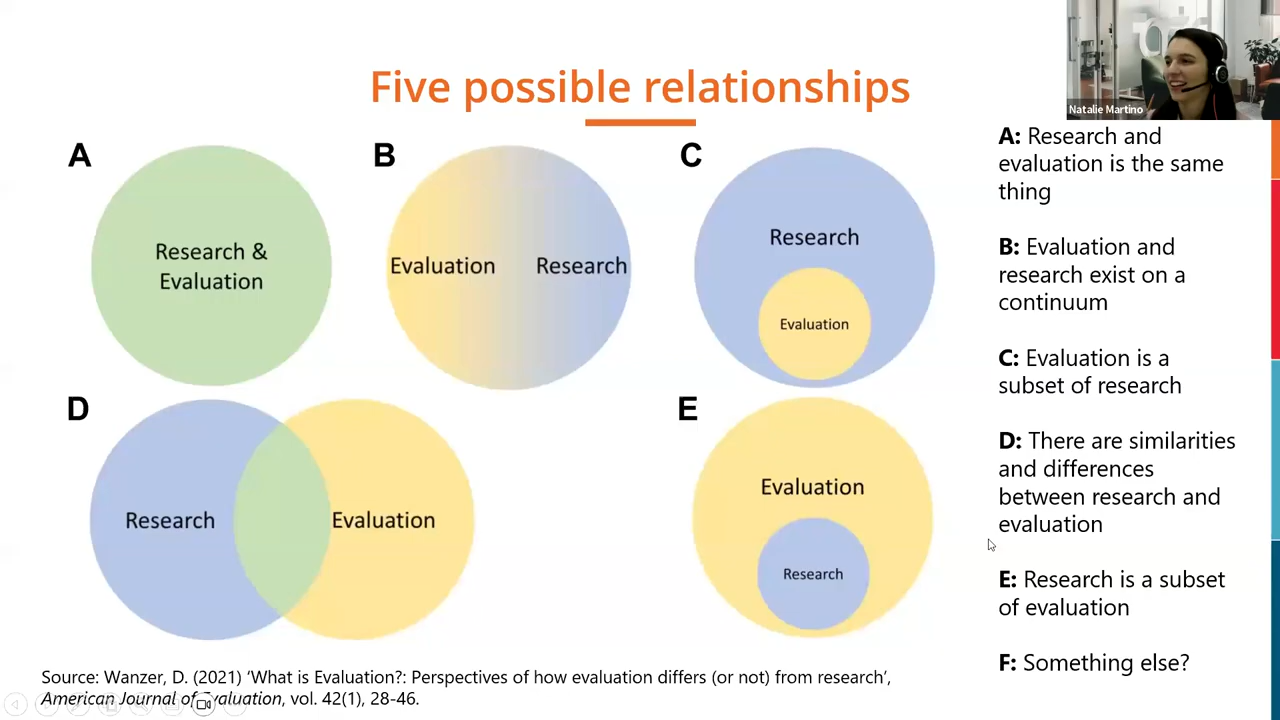 Five possible relationships
Natalie Martino
A
Research &
Evaluation
B
Evaluation
Research
C
Research
Evaluation
D
Research
Evaluation
E
Evaluation
Research
A: Research and
evaluation is the same
thing
B: Evaluation and
research exist on a
continuum
C: Evaluation is a
subset of research
D: There are similarities
and differences
between research and
evaluation
E: Research is a subset
of evaluation
F: Something else?
Source: Wanzer, D. (2021) ‘What is Evaluation?: Perspectives of how evaluation differs (or not) from research’,
American Journal of Evaluation, vol. 42(1), 28-46.